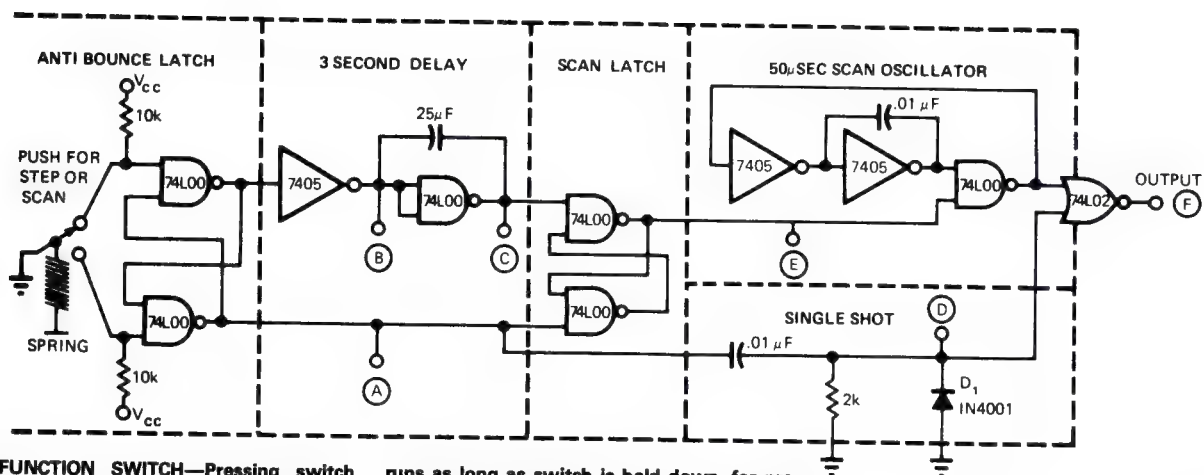 ANTI BOUNCE LATCH
3 SECOND DELAY
SCAN LATCH
50μSEC SCAN OSCILLATOR
Vcc
10k
25μF
.01 μF
PUSH FOR
STEP OR
SCAN
74L00
7405
74L00
74L00
7405
7405
74L00
74L02
OUTPUT
F
B
C
E
74L00
74L00
SINGLE SHOT
D
SPRING
10k
Vcc
A
.01 μF
2k
D1
IN4001
FUNCTION SWITCH—Pressing switch
runs as long as switch is held down, for